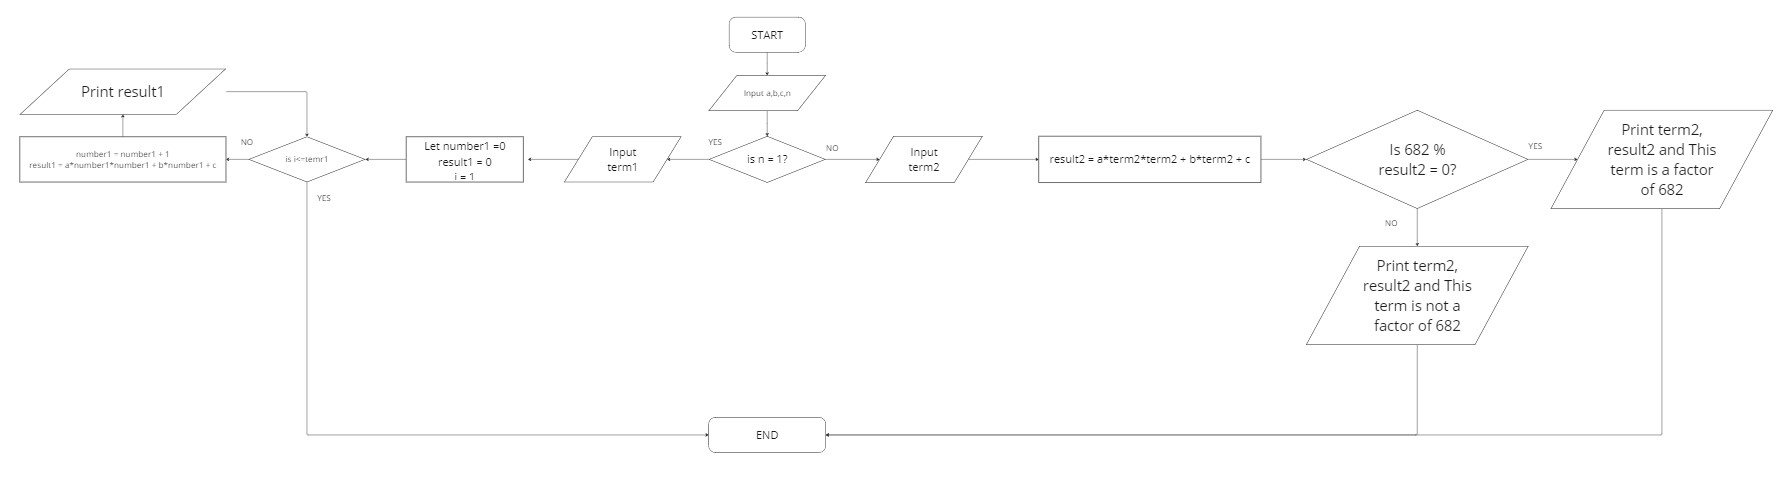 START
Input a,b,c,n
is n = 1?
YES
NO
Input
term1
Let number1 =0
result1 = 0
i = 1
is i<=temr1
NO
YES
number1 = number1 + 1
result1 = a*number1*number1 + b*number1 + c
Print result1
Input
term2
result2 = a*term2*term2 + b*term2 + c
Is 682 %
result2 = 0?
YES
NO
Print term2,
result2 and This
term is a factor
of 682
Print term2,
result2 and This
term is not a
factor of 682
END